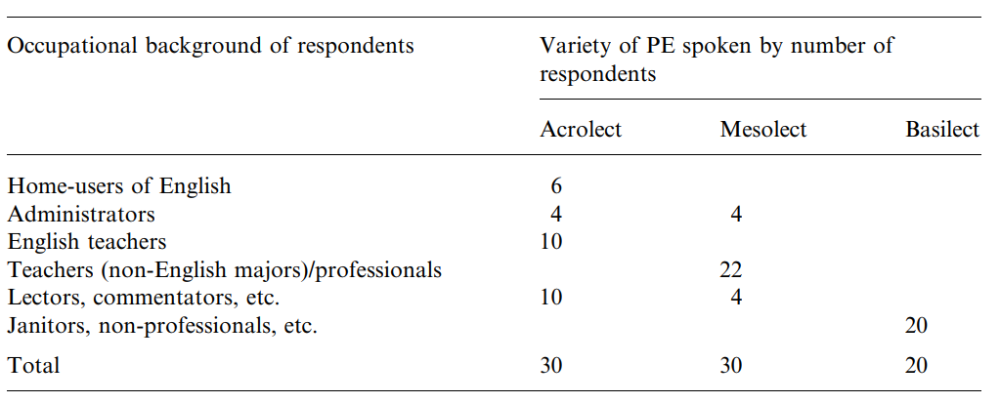 Occupational background of respondents Variety of PE spoken by number of
respondents
Acrolect Mesolect Basilect
Home-users of English 6
Administrators 4 4
English teachers 10
Teachers (non-English majors)/professionals 22
Lectors, commentators, etc. 10 4
Janitors, non-professionals, etc. 20
Total 30 30 20